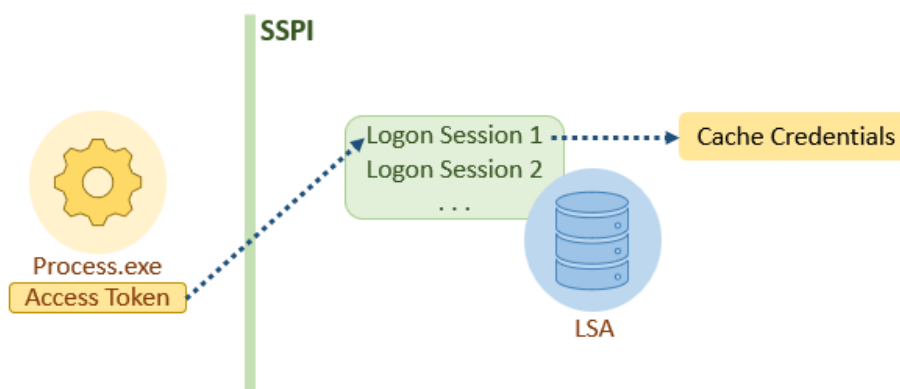 SSPI
Logon Session 1
Logon Session 2
...
Cache Credentials
Process.exe
Access Token
LSA